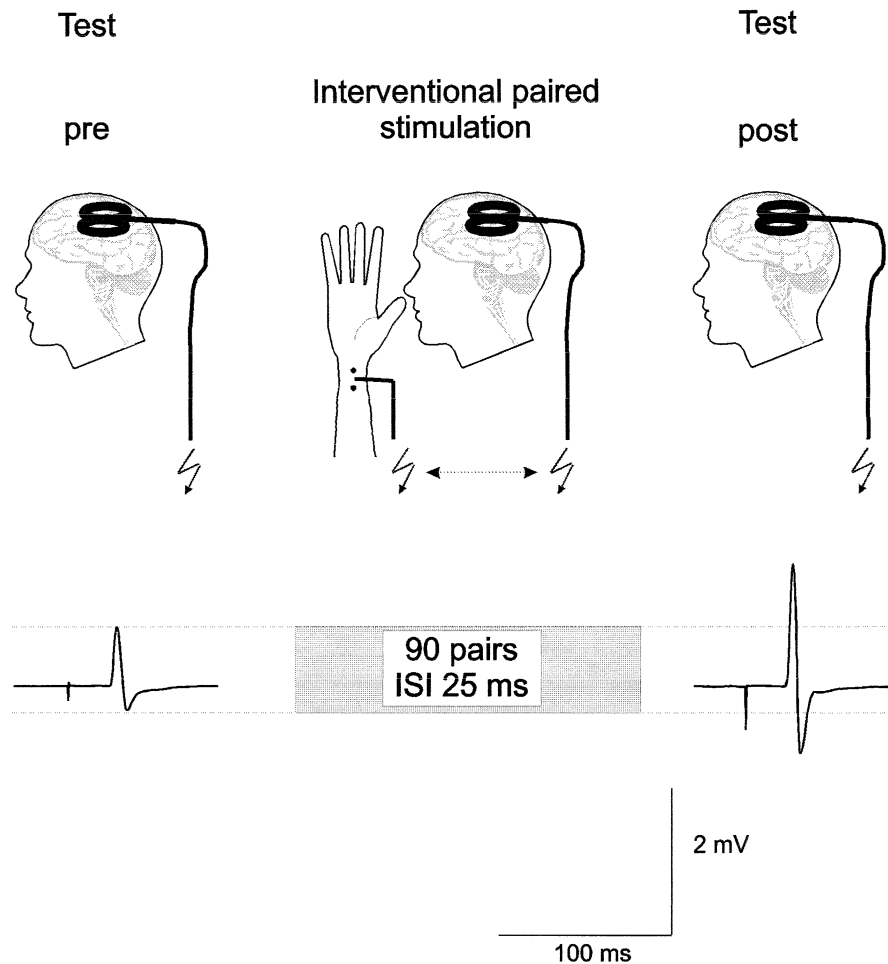 Test
pre
Interventional paired
stimulation
Test
post
90 pairs
ISI 25 ms
2 mV
100 ms